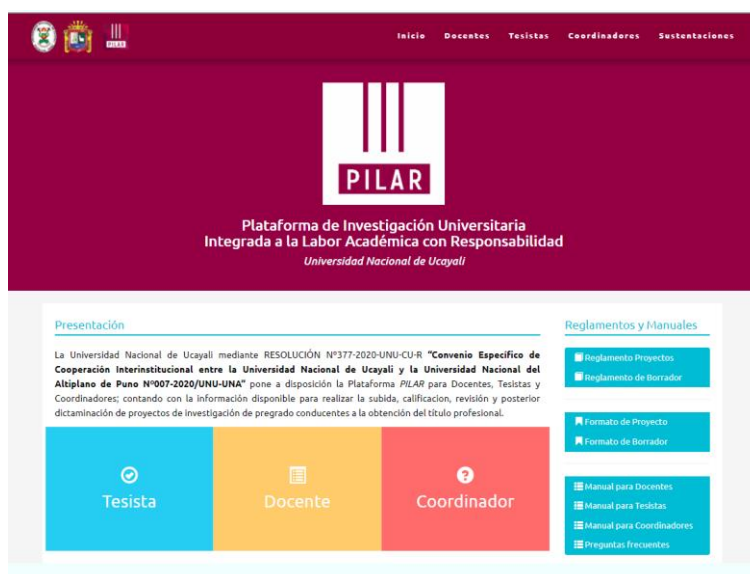 PILAR
Inicio Docentes Tesistas Coordinadores Sustentaciones
PILAR
Plataforma de Investigación Universitaria
Integrada a la Labor Académica con Responsabilidad
Universidad Nacional de Ucayali
Presentación
La Universidad Nacional de Ucayali mediante RESOLUCIÓN Nº377-2020-UNU-CU-R "Convenio Específico de
Cooperación Interinstitucional entre la Universidad Nacional de Ucayali y la Universidad Nacional del
Altiplano de Puno Nº007-2020/UNU-UNA" pone a disposición la Plataforma PILAR para Docentes, Tesistas y
Coordinadores; contando con la información disponible para realizar la subida, calificacion, revisión y posterior
dictaminación de proyectos de investigación de pregrado conducentes a la obtención del título profesional.
Tesista
Docente
Coordinador
Reglamentos y Manuales
Reglamento Proyectos
Reglamento de Borrador
Formato de Proyecto
Formato de Borrador
Manual para Docentes
Manual para Tesistas
Manual para Coordinadores
Preguntas frecuentes